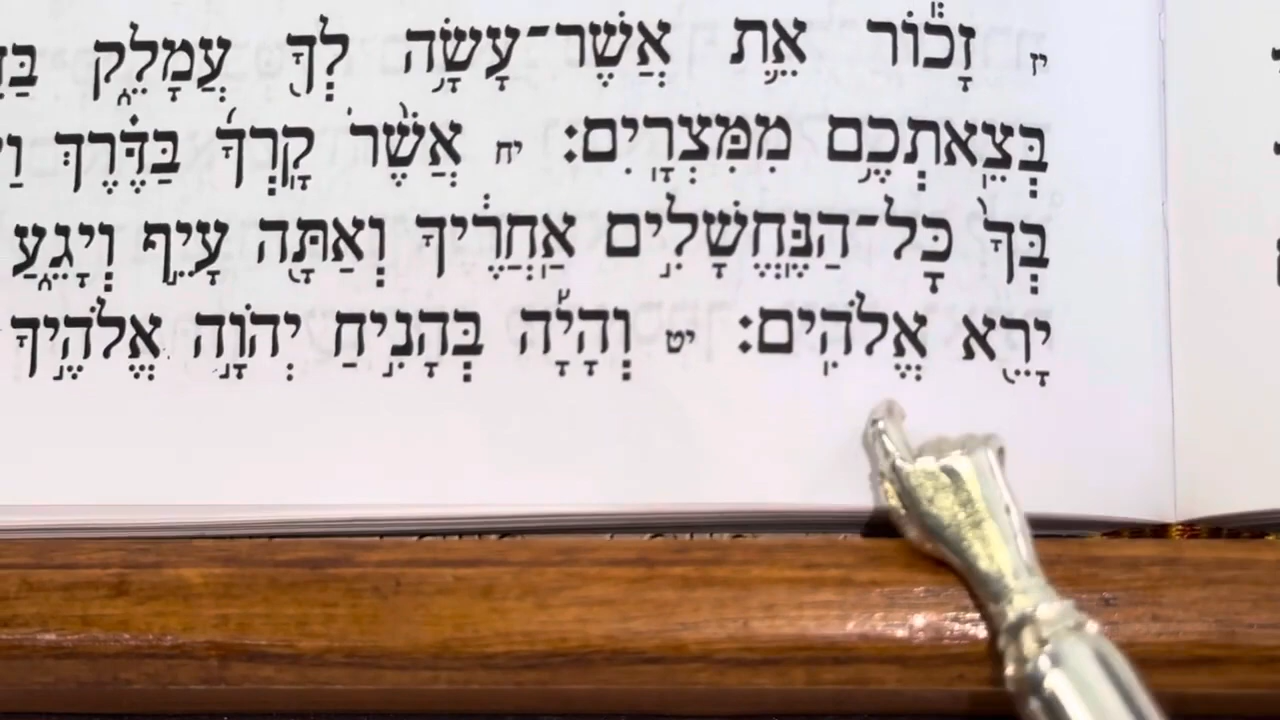 יז זָכ֕וֹר אֵ֛ת אֲשֶׁר־עָשָׂ֥ה לְךָ֖ עֲמָלֵ֑ק
בְּצֵֽאתְכֶ֥ם מִמִּצְרָֽיִם׃ יח אֲשֶׁ֨ר קָֽרְךָ֜ בַּדֶּ֗רֶךְ
בְּךָ֙ כׇּל־הַנֶּֽחֱשָׁלִ֣ים אַֽחֲרֶ֔יךָ וְאַתָּ֖ה עָיֵ֣ף וְיָגֵ֑עַ
יָרֵ֖א אֱלֹהִֽים׃ יט וְהָיָ֡ה בְּהָנִ֣יחַ יְהֹוָ֣ה אֱלֹהֶ֣יךָ